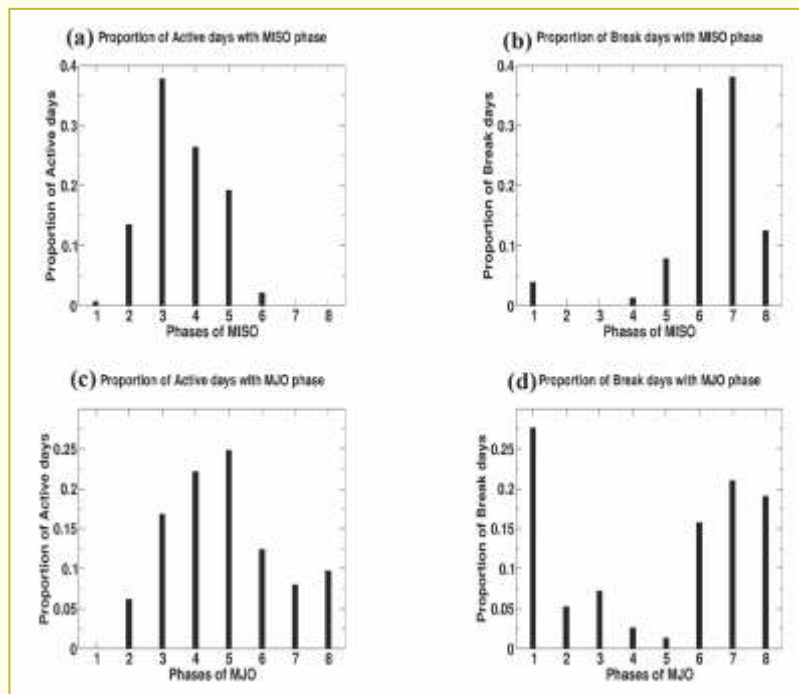 (a) Proportion of Active days with MISO phase
Proportion of Active days
0.4
0.3
0.2
0.1
0
1 2 3 4 5 6 7 8
Phases of MISO
(b) Proportion of Break days with MISO phase
Proportion of Break days
0.4
0.3
0.2
0.1
0
1 2 3 4 5 6 7 8
Phases of MISO
(c) Proportion of Active days with MJO phase
Proportion of Active days
0.25
0.2
0.15
0.1
0.05
0
1 2 3 4 5 6 7 8
Phases of MJO
(d) Proportion of Break days with MJO phase
Proportion of Break days
0.25
0.2
0.15
0.1
0.05
0
1 2 3 4 5 6 7 8
Phases of MJO